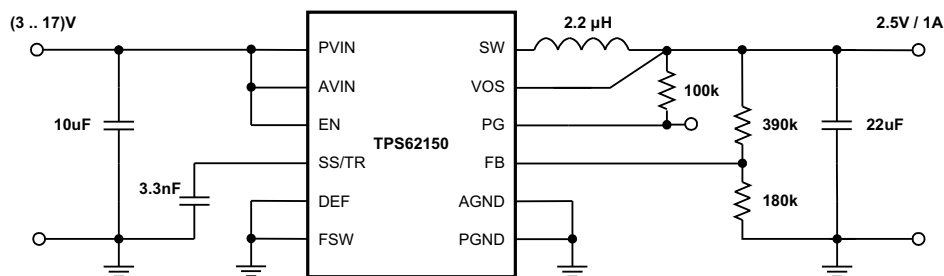 (3 .. 17)V
2.2 µH
2.5V / 1A
PVIN
SW
AVIN
VOS
100k
10uF
EN
PG
390k
22uF
TPS62150
SS/TR
FB
3.3nF
DEF
AGND
180k
FSW
PGND